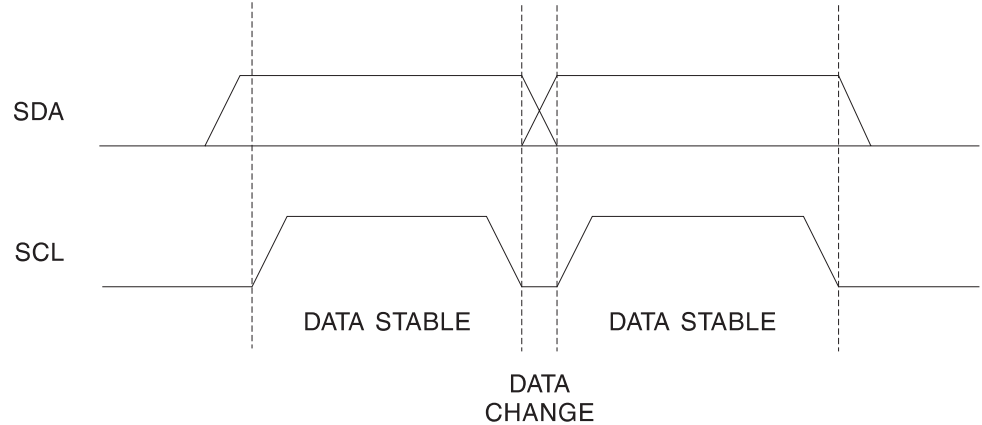 SDA
SCL
DATA STABLE
DATA STABLE
DATA
CHANGE